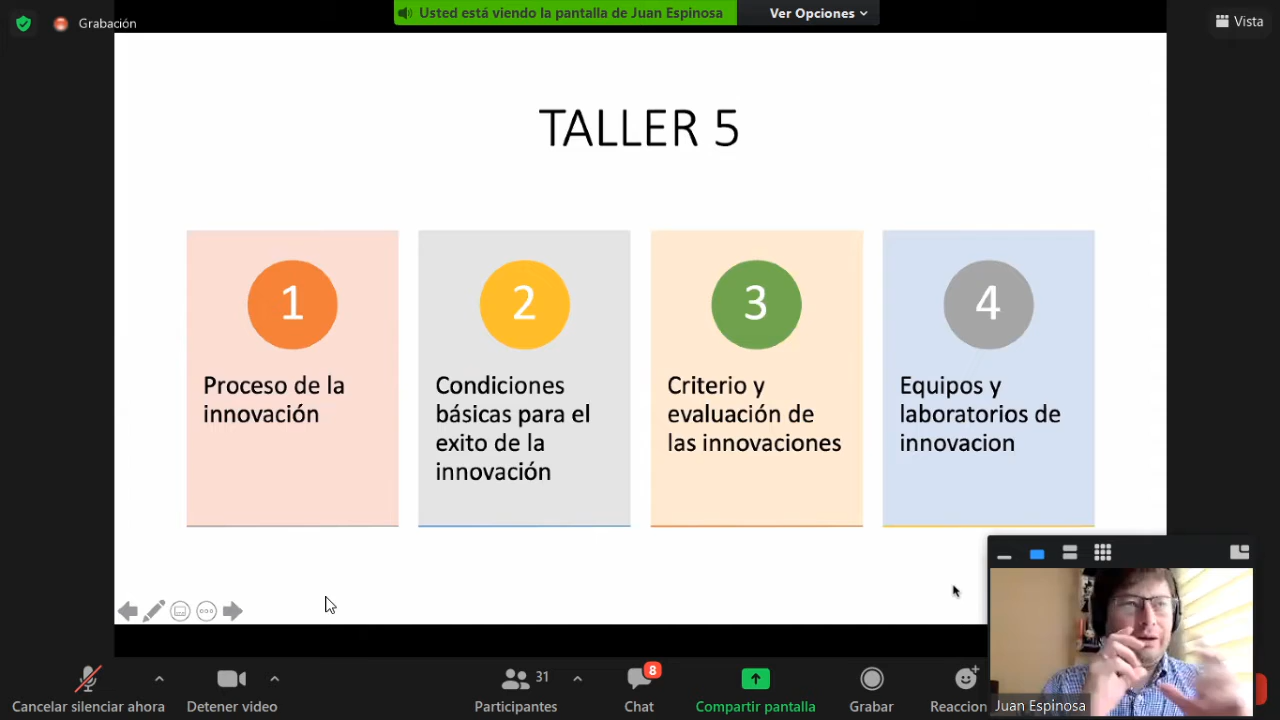 Grabación
Usted está viendo la pantalla de Juan Espinosa
Ver Opciones
Vista
TALLER 5
1
Proceso de la
innovación
2
Condiciones
básicas para el
exito de la
innovación
3
Criterio y
evaluación de
las innovaciones
4
Equipos y
laboratorios de
innovacion
Juan Espinosa
Cancelar silenciar ahora
Detener video
31
Participantes
8
Chat
Compartir pantalla
Grabar
Reaccion